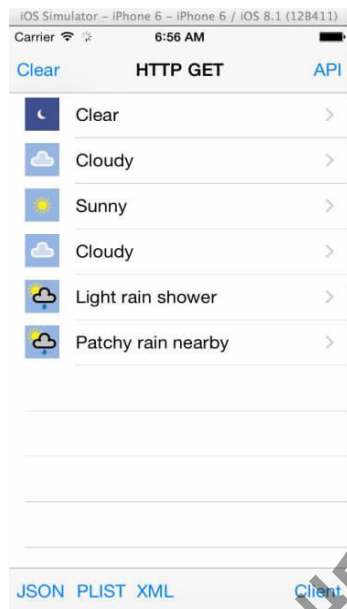 iOS Simulator – iPhone 6 – iPhone 6 / iOS 8.1 (12B411)
Carrier 6:56 AM
Clear HTTP GET API
Clear
Cloudy
Sunny
Cloudy
Light rain shower
Patchy rain nearby
JSON PLIST XML Client